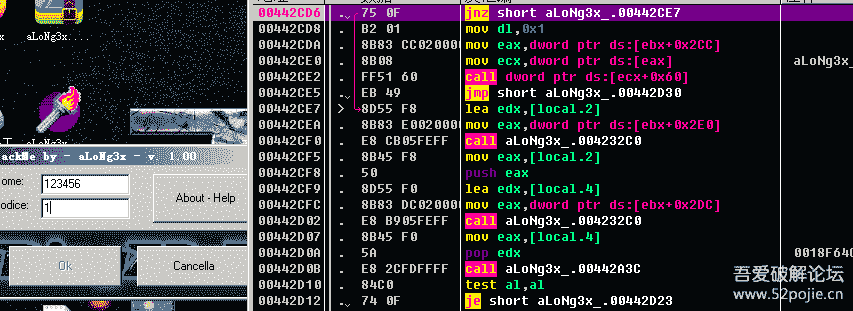 aLoNg3x...
aLoNg3x
ackMe by - aLoNg3x - v. 1.00
ome:
123456
odice:
1
About - Help
Ok
Cancella
00442CD6 75 0F jnz short aLoNg3x_.00442CE7
00442CD8 B2 01 mov dl,0x1
00442CDA 8B83 CC02000 mov eax,dword ptr ds:[ebx+0x2CC]
00442CE0 8B08 mov ecx,dword ptr ds:[eax] aLoNg3x_
00442CE2 FF51 60 call dword ptr ds:[ecx+0x60]
00442CE5 EB 49 jmp short aLoNg3x_.00442D30
00442CE7 > 8D55 F8 lea edx,[local.2]
00442CEA 8B83 E002000 mov eax,dword ptr ds:[ebx+0x2E0]
00442CF0 E8 CB05FEFF call aLoNg3x_.004232C0
00442CF5 8B45 F8 mov eax,[local.2]
00442CF8 50 push eax
00442CF9 8D55 F0 lea edx,[local.4]
00442CFC 8B83 DC02000 mov eax,dword ptr ds:[ebx+0x2DC]
00442D02 E8 B905FEFF call aLoNg3x_.004232C0
00442D07 8B45 F0 mov eax,[local.4]
00442D0A 5A pop edx 0018F640
00442D0B E8 2CFDFFFF call aLoNg3x_.00442A3C
00442D10 84C0 test al,al
00442D12 74 0F je short aLoNg3x_.00442D23
吾爱破解论坛
www.52pojie.cn